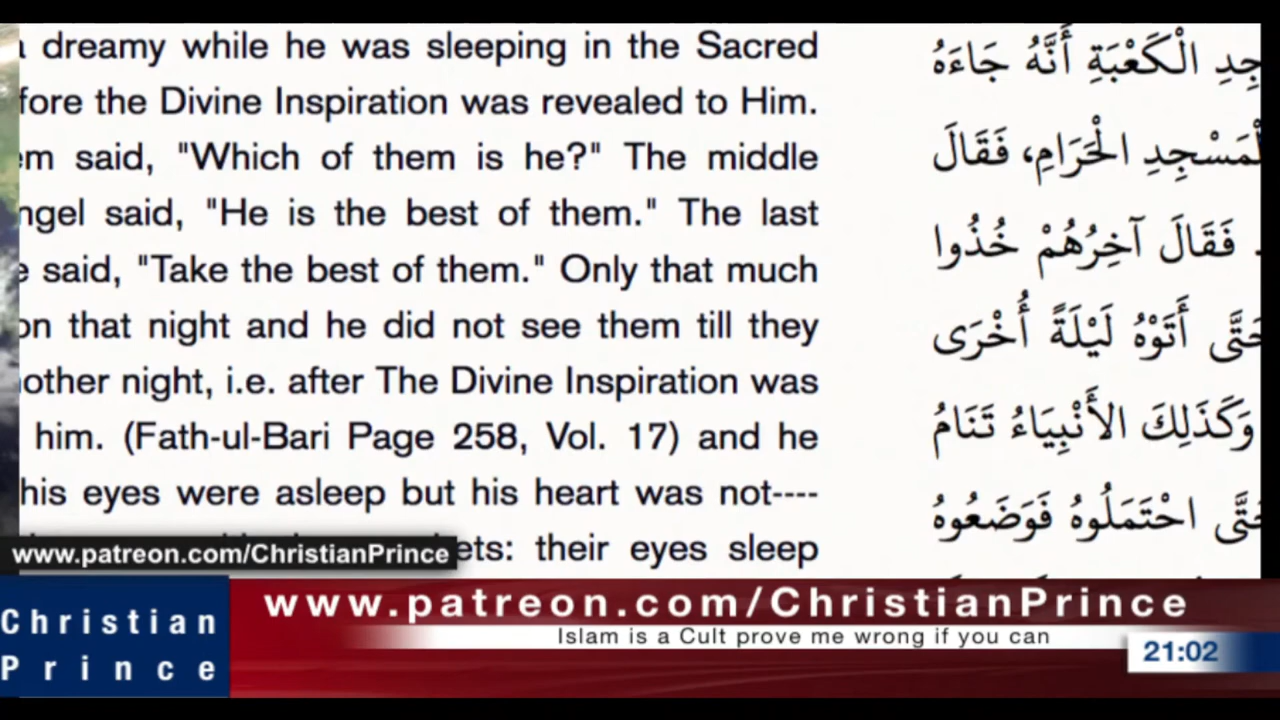 dreamy while he was sleeping in the Sacred
fore the Divine Inspiration was revealed to Him.
em said, "Which of them is he?" The middle
ngel said, "He is the best of them." The last
e said, "Take the best of them." Only that much
on that night and he did not see them till they
nother night, i.e. after The Divine Inspiration was
him. (Fath-ul-Bari Page 258, Vol. 17) and he
his eyes were asleep but his heart was not----
ets: their eyes sleep
جِدِ الْكَعْبَةِ أَنَّهُ جَاءَهُ
لْمَسْجِدِ الْحَرَامِ، فَقَالَ
. فَقَالَ آخِرُهُمْ خُذُوا
حَتَّى أَتَوْهُ لَيْلَةً أُخْرَى
وَكَذَلِكَ الأَنْبِيَاءُ تَنَامُ
حَتَّى احْتَمَلُوهُ فَوَضَعُوهُ
www.patreon.com/ChristianPrince
Christian
Prince
www.patreon.com/ChristianPrince
Islam is a Cult prove me wrong if you can
21:02